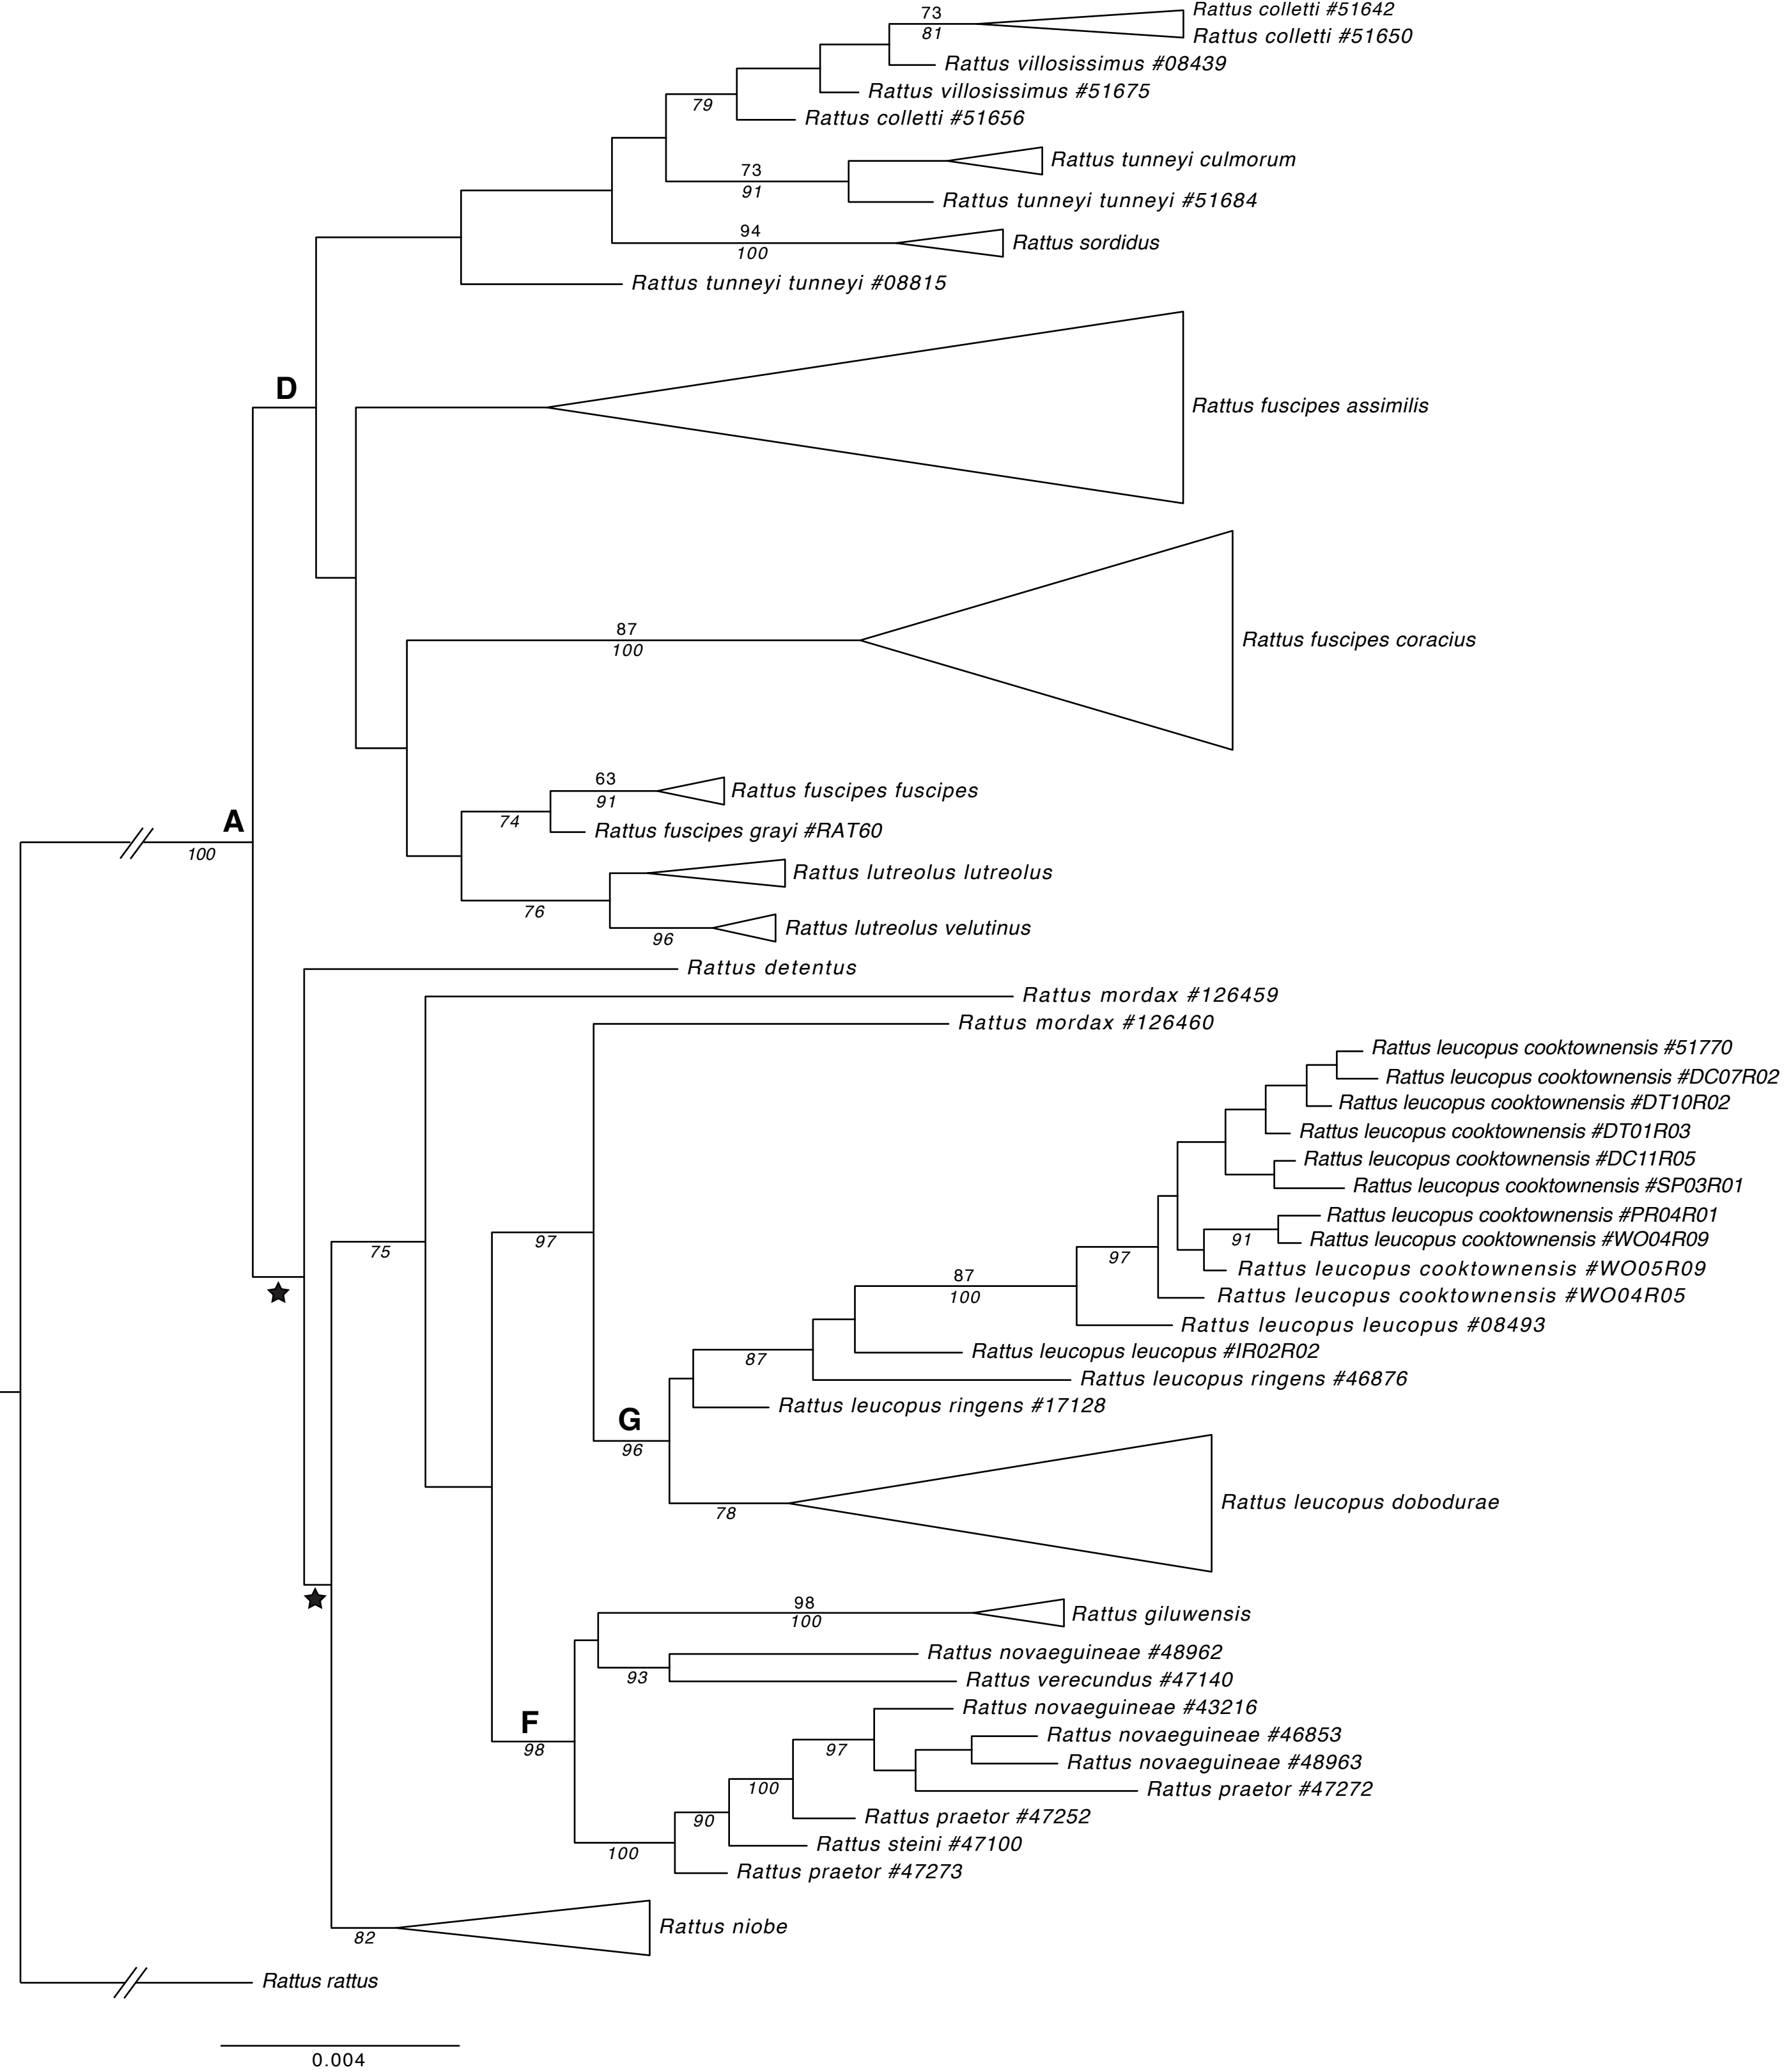 73
Rattus colletti #51642
81
Rattus colletti #51650
Rattus villosissimus #08439
Rattus villosissimus #51675
79
Rattus colletti #51656
Rattus tunneyi culmorum
73
91
Rattus tunneyi tunneyi #51684
94
Rattus sordidus
100
Rattus tunneyi tunneyi #08815
D
Rattus fuscipes assimilis
87
Rattus fuscipes coracius
100
63
Rattus fuscipes fuscipes
91
74
Rattus fuscipes grayi #RAT60
A
100
Rattus lutreolus lutreolus
76
Rattus lutreolus velutinus
96
Rattus detentus
Rattus mordax #126459
Rattus mordax #126460
Rattus leucopus cooktownensis #51770
Rattus leucopus cooktownensis #DC07R02
Rattus leucopus cooktownensis #DT10R02
Rattus leucopus cooktownensis #DT01R03
Rattus leucopus cooktownensis #DC11R05
Rattus leucopus cooktownensis #SP03R01
Rattus leucopus cooktownensis #PR04R01
91
Rattus leucopus cooktownensis #WO04R09
97
75
97
Rattus leucopus cooktownensis #WO05R09
87
100
Rattus leucopus cooktownensis #WO04R05
Rattus leucopus leucopus #08493
87
Rattus leucopus leucopus #IR02R02
Rattus leucopus ringens #46876
Rattus leucopus ringens #17128
G
96
78
Rattus leucopus dobodurae
98
100
Rattus giluwensis
Rattus novaeguineae #48962
93
Rattus verecundus #47140
Rattus novaeguineae #43216
F
98
97
Rattus novaeguineae #46853
Rattus novaeguineae #48963
100
Rattus praetor #47272
90
Rattus praetor #47252
100
Rattus steini #47100
Rattus praetor #47273
82
Rattus niobe
Rattus rattus
0.004